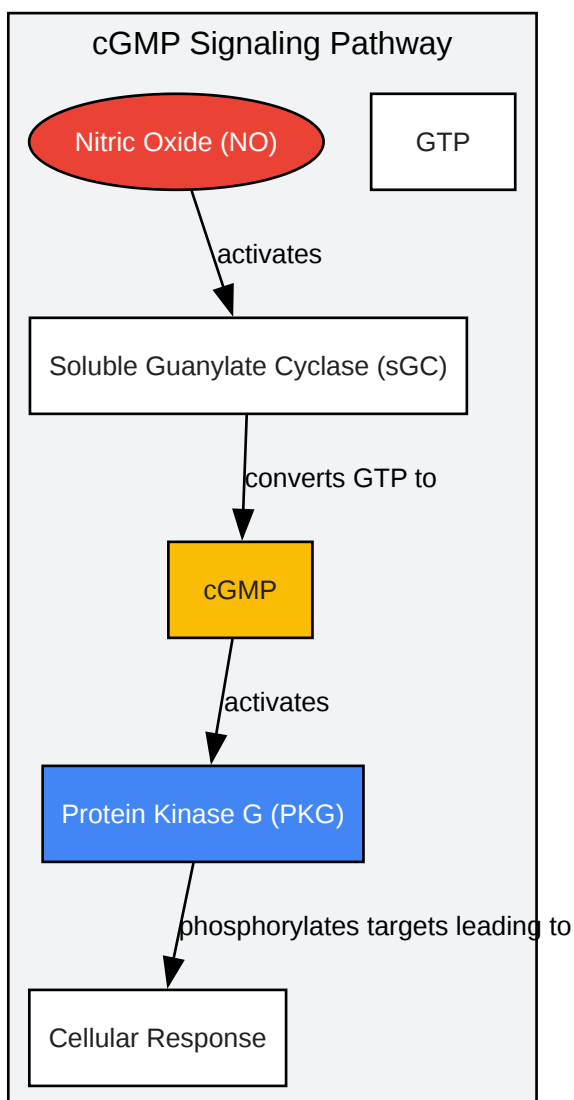 cGMP Signaling Pathway
Nitric Oxide (NO)
GTP
activates
Soluble Guanylate Cyclase (sGC)
converts GTP to
cGMP
activates
Protein Kinase G (PKG)
phosphorylates targets leading to
Cellular Response